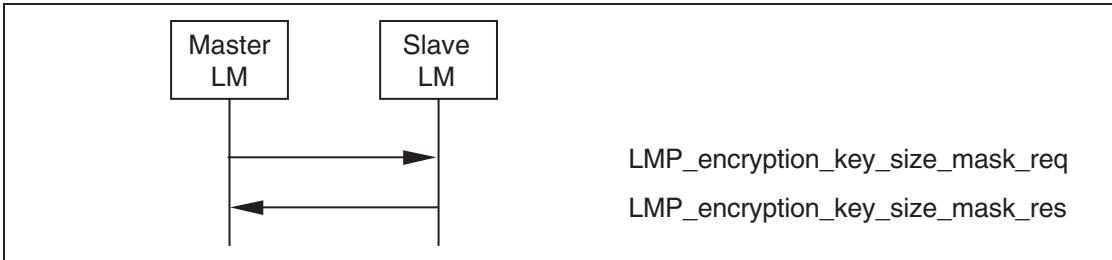 Master
LM
Slave
LM
LMP_encryption_key_size_mask_req
LMP_encryption_key_size_mask_res